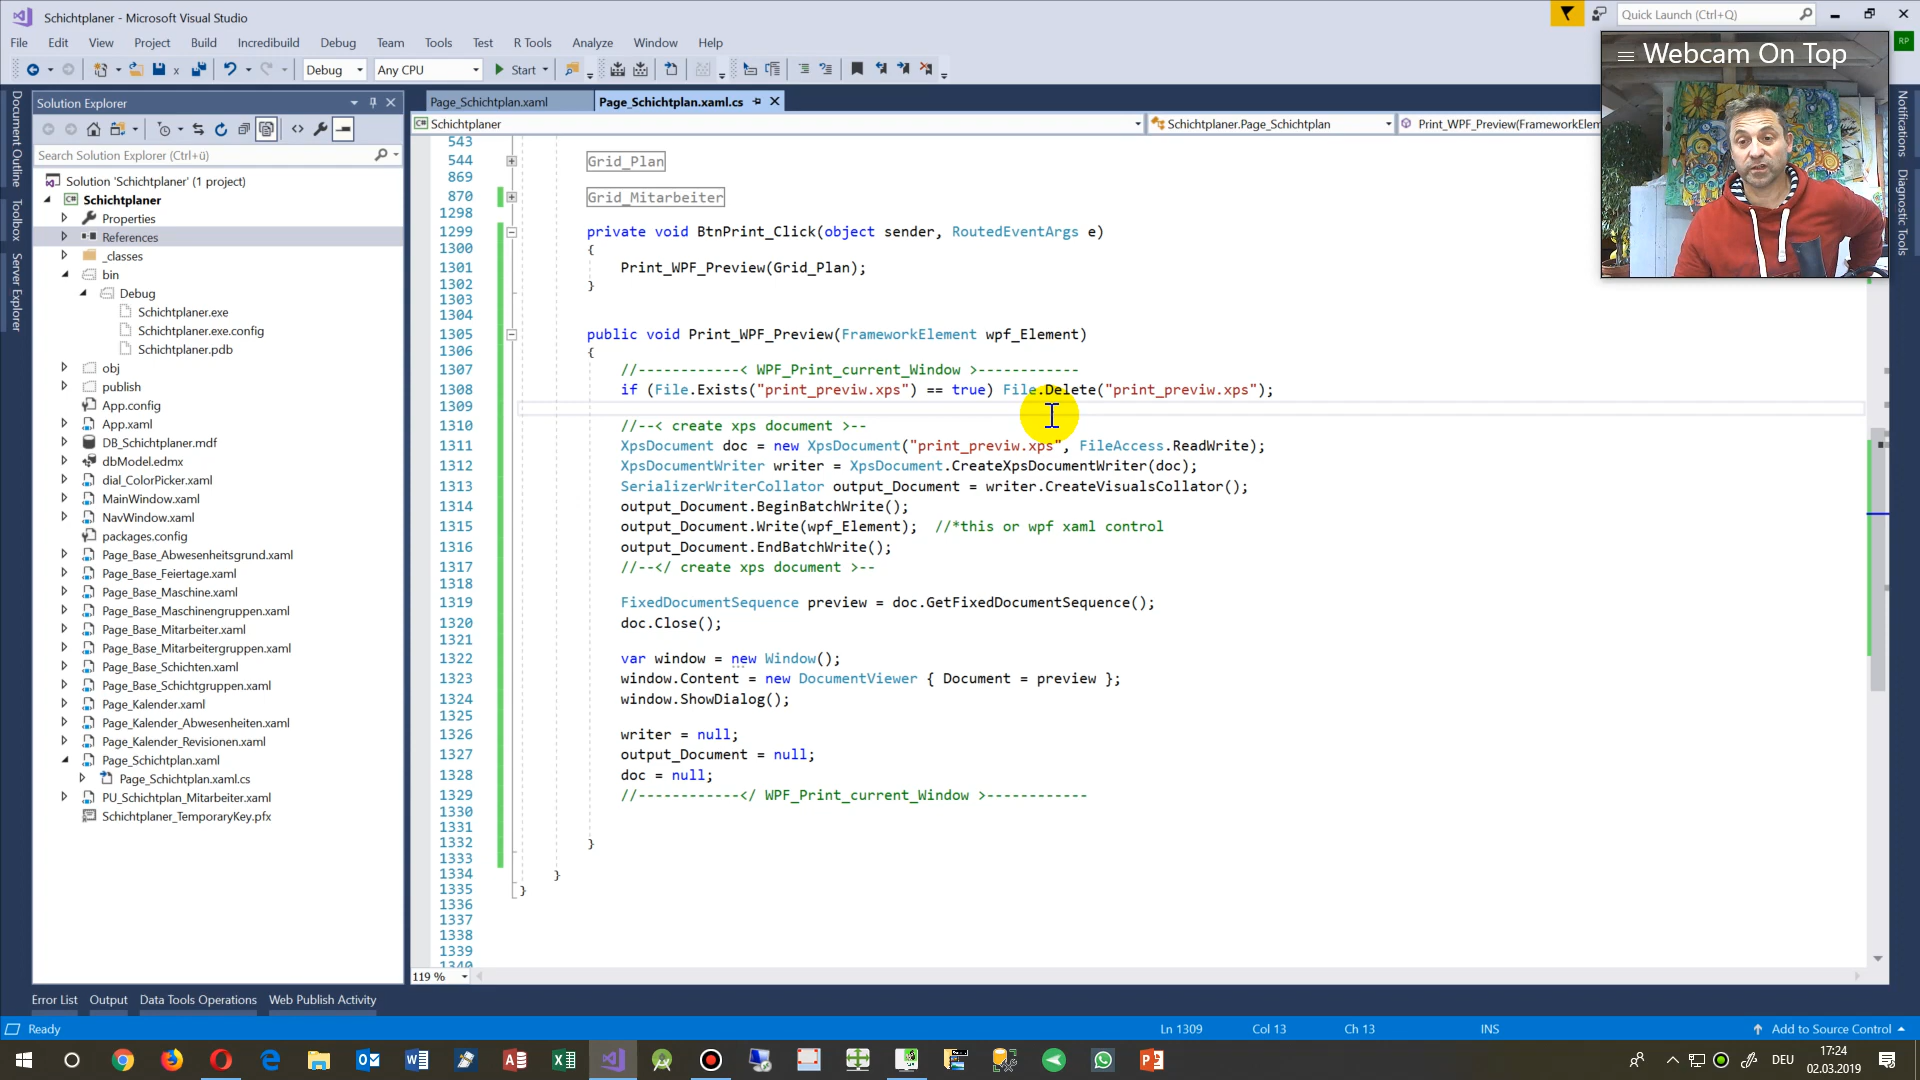 Schichtplaner - Microsoft Visual Studio
Quick Launch (Ctrl+Q)
File Edit View Project Build Incredibuild Debug Team Tools Test R Tools Analyze Window Help
RP
Debug Any CPU Start
Webcam On Top
Document Outline
Toolbox
Server Explorer
Notifications
Diagnostic Tools
Solution Explorer
Search Solution Explorer (Ctrl+ü)
Solution 'Schichtplaner' (1 project)
Schichtplaner
Properties
References
_classes
bin
Debug
Schichtplaner.exe
Schichtplaner.exe.config
Schichtplaner.pdb
obj
publish
App.config
App.xaml
DB_Schichtplaner.mdf
dbModel.edmx
dial_ColorPicker.xaml
MainWindow.xaml
NavWindow.xaml
packages.config
Page_Base_Abwesenheitsgrund.xaml
Page_Base_Feiertage.xaml
Page_Base_Maschine.xaml
Page_Base_Maschinengruppen.xaml
Page_Base_Mitarbeiter.xaml
Page_Base_Mitarbeitergruppen.xaml
Page_Base_Schichten.xaml
Page_Base_Schichtgruppen.xaml
Page_Kalender.xaml
Page_Kalender_Abwesenheiten.xaml
Page_Kalender_Revisionen.xaml
Page_Schichtplan.xaml
Page_Schichtplan.xaml.cs
PU_Schichtplan_Mitarbeiter.xaml
Schichtplaner_TemporaryKey.pfx
Page_Schichtplan.xaml Page_Schichtplan.xaml.cs
Schichtplaner Schichtplaner.Page_Schichtplan Print_WPF_Preview(FrameworkElem
543
544 Grid_Plan
869
870 Grid_Mitarbeiter
1298
1299 private void BtnPrint_Click(object sender, RoutedEventArgs e)
1300 {
1301 Print_WPF_Preview(Grid_Plan);
1302 }
1303
1304
1305 public void Print_WPF_Preview(FrameworkElement wpf_Element)
1306 {
1307 //------------< WPF_Print_current_Window >------------
1308 if (File.Exists("print_previw.xps") == true) File.Delete("print_previw.xps");
1309
1310 //--< create xps document >--
1311 XpsDocument doc = new XpsDocument("print_previw.xps", FileAccess.ReadWrite);
1312 XpsDocumentWriter writer = XpsDocument.CreateXpsDocumentWriter(doc);
1313 SerializerWriterCollator output_Document = writer.CreateVisualsCollator();
1314 output_Document.BeginBatchWrite();
1315 output_Document.Write(wpf_Element); //*this or wpf xaml control
1316 output_Document.EndBatchWrite();
1317 //--</ create xps document >--
1318
1319 FixedDocumentSequence preview = doc.GetFixedDocumentSequence();
1320 doc.Close();
1321
1322 var window = new Window();
1323 window.Content = new DocumentViewer { Document = preview };
1324 window.ShowDialog();
1325
1326 writer = null;
1327 output_Document = null;
1328 doc = null;
1329 //------------</ WPF_Print_current_Window >------------
1330
1331
1332 }
1333
1334 }
1335 }
1336
1337
1338
1339
1340
119 %
Error List Output Data Tools Operations Web Publish Activity
Ready Ln 1309 Col 13 Ch 13 INS Add to Source Control
DEU 17:24
02.03.2019